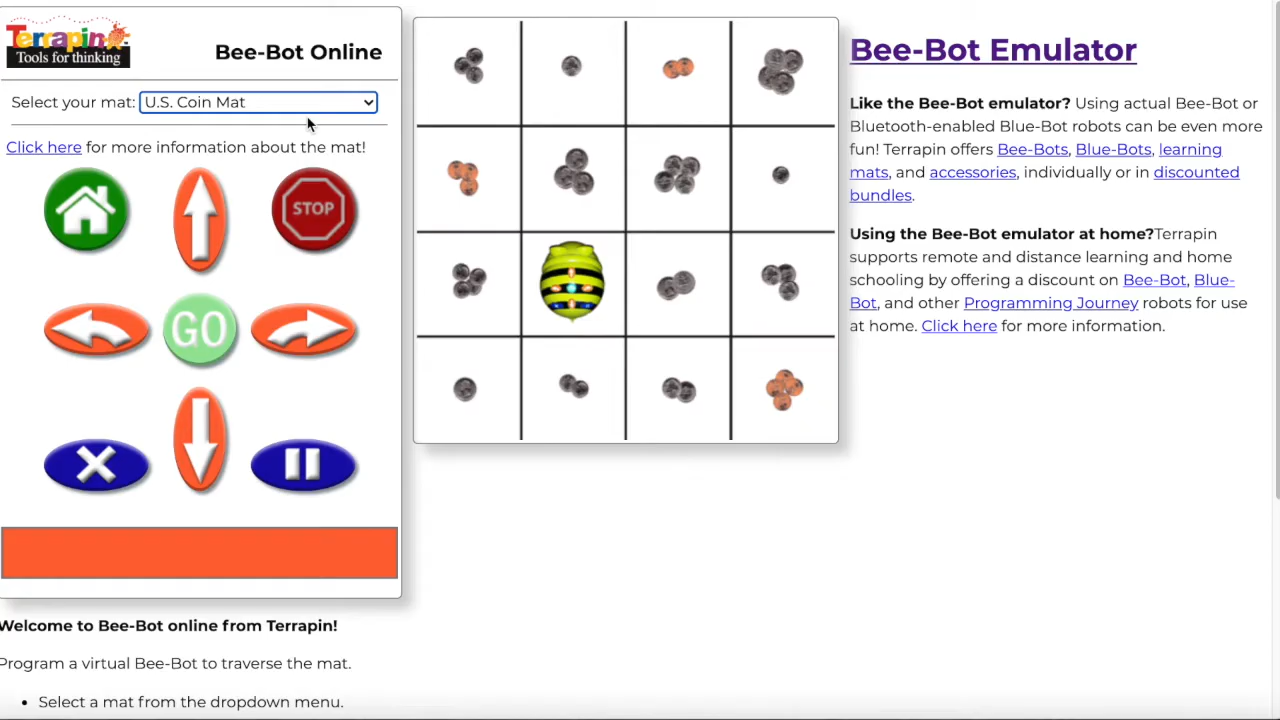 Terrapin
Tools for thinking
Bee-Bot Online
Select your mat: U.S. Coin Mat
Click here for more information about the mat!
STOP
GO
Welcome to Bee-Bot online from Terrapin!
Program a virtual Bee-Bot to traverse the mat.
• Select a mat from the dropdown menu.
Bee-Bot Emulator
Like the Bee-Bot emulator? Using actual Bee-Bot or
Bluetooth-enabled Blue-Bot robots can be even more
fun! Terrapin offers Bee-Bots, Blue-Bots, learning
mats, and accessories, individually or in discounted
bundles.
Using the Bee-Bot emulator at home?Terrapin
supports remote and distance learning and home
schooling by offering a discount on Bee-Bot, Blue-
Bot, and other Programming Journey robots for use
at home. Click here for more information.